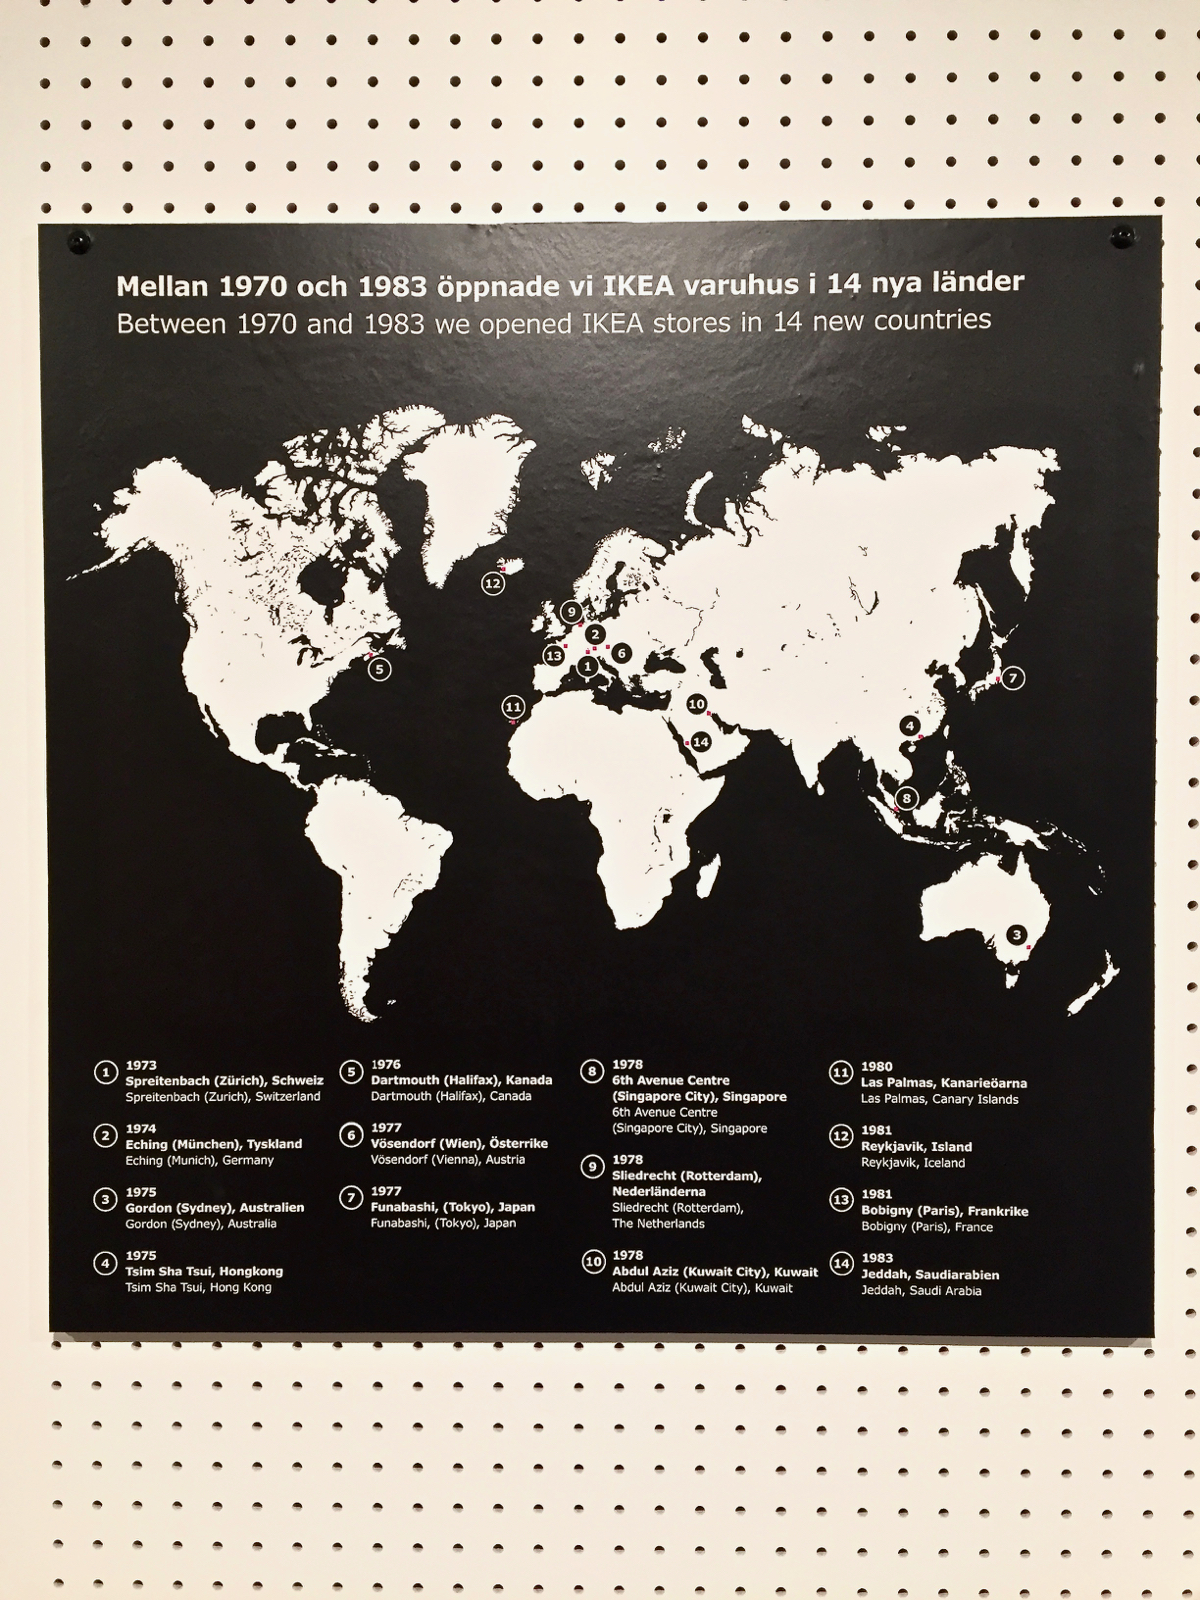 Mellan 1970 och 1983 öppnade vi IKEA varuhus i 14 nya länder
Between 1970 and 1983 we opened IKEA stores in 14 new countries
12
9
2
13
6
1
5
7
11
10
4
14
8
3
1
1973
Spreitenbach (Zürich), Schweiz
Spreitenbach (Zurich), Switzerland
2
1974
Eching (München), Tyskland
Eching (Munich), Germany
3
1975
Gordon (Sydney), Australien
Gordon (Sydney), Australia
4
1975
Tsim Sha Tsui, Hongkong
Tsim Sha Tsui, Hong Kong
5
1976
Dartmouth (Halifax), Kanada
Dartmouth (Halifax), Canada
6
1977
Vösendorf (Wien), Österrike
Vösendorf (Vienna), Austria
7
1977
Funabashi, (Tokyo), Japan
Funabashi, (Tokyo), Japan
8
1978
6th Avenue Centre
(Singapore City), Singapore
6th Avenue Centre
(Singapore City), Singapore
9
1978
Sliedrecht (Rotterdam),
Nederländerna
Sliedrecht (Rotterdam),
The Netherlands
10
1978
Abdul Aziz (Kuwait City), Kuwait
Abdul Aziz (Kuwait City), Kuwait
11
1980
Las Palmas, Kanarieöarna
Las Palmas, Canary Islands
12
1981
Reykjavik, Island
Reykjavik, Iceland
13
1981
Bobigny (Paris), Frankrike
Bobigny (Paris), France
14
1983
Jeddah, Saudiarabien
Jeddah, Saudi Arabia